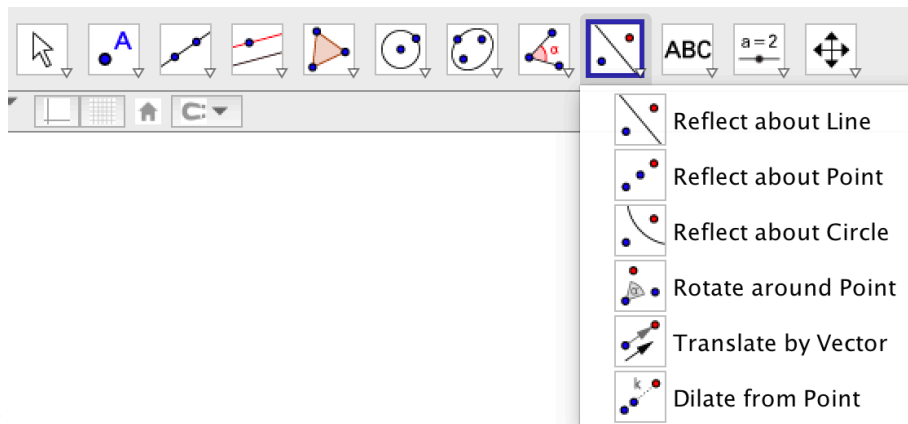 A
α
ABC
a=2
Reflect about Line
Reflect about Point
Reflect about Circle
α
Rotate around Point
Translate by Vector
k
Dilate from Point